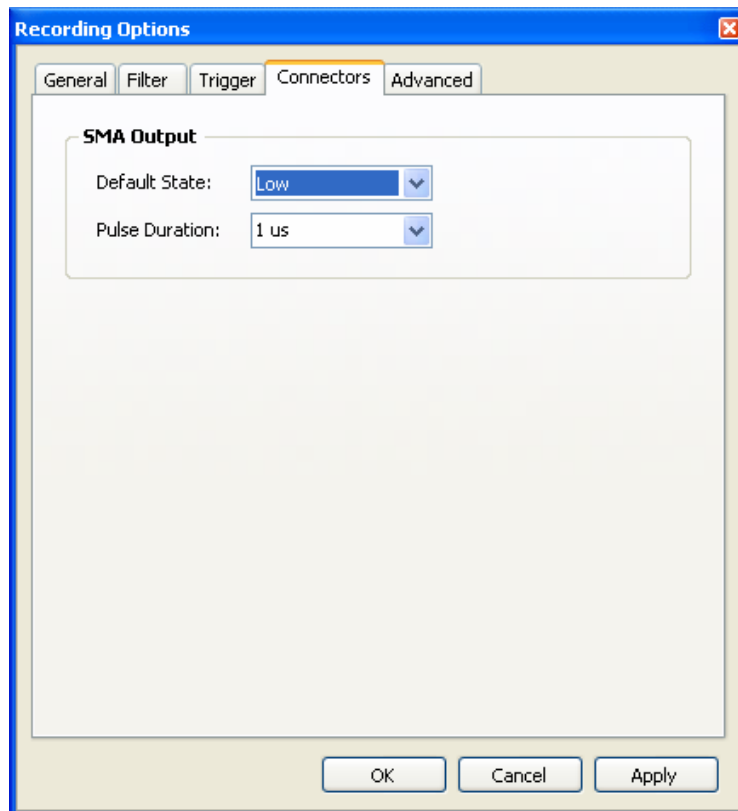 Recording Options
General Filter Trigger Connectors Advanced
SMA Output
Default State: Low
Pulse Duration: 1 us
OK Cancel Apply